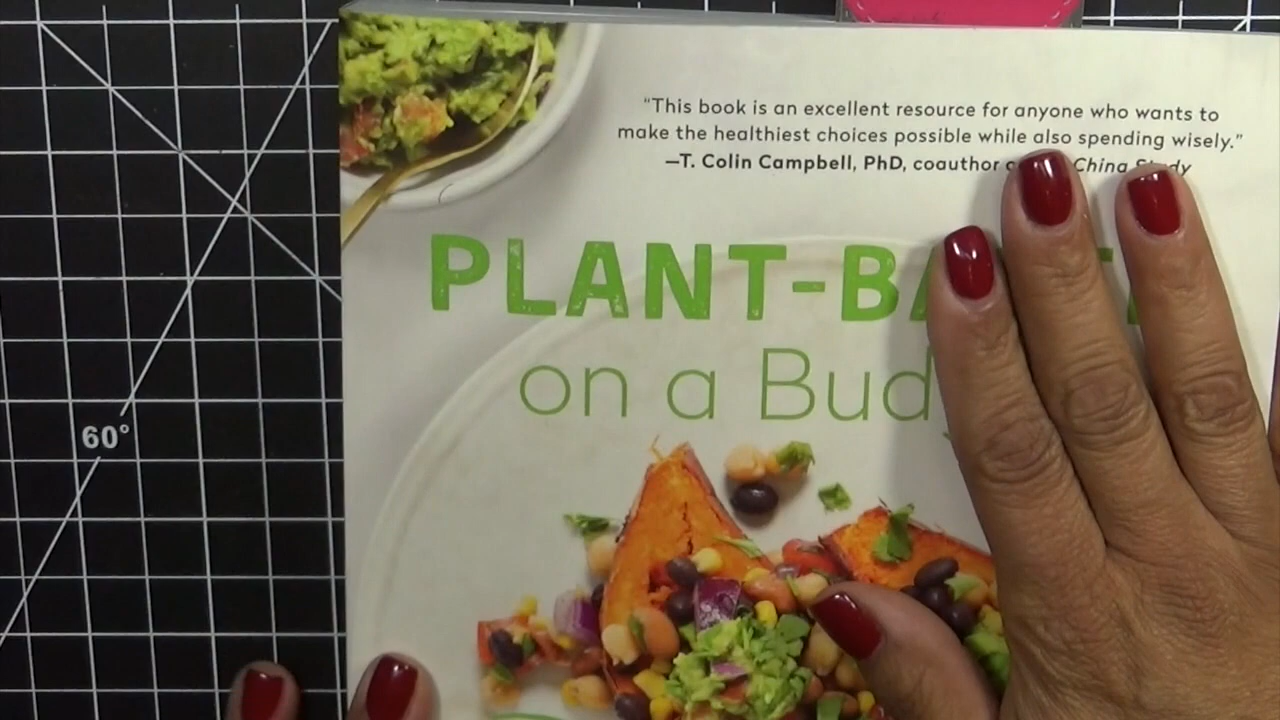 "This book is an excellent resource for anyone who wants to
make the healthiest choices possible while also spending wisely."
—T. Colin Campbell, PhD, coauthor China
PLANT-BA
on a Bud
60°